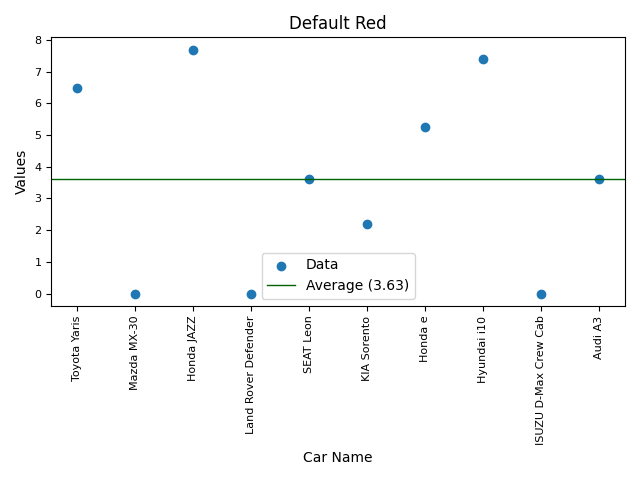 Default Red
Values
8
7
6
5
4
3
2
1
0
Data
Average (3.63)
Toyota Yaris
Mazda MX-30
Honda JAZZ
Land Rover Defender
SEAT Leon
KIA Sorento
Honda e
Hyundai i10
ISUZU D-Max Crew Cab
Audi A3
Car Name